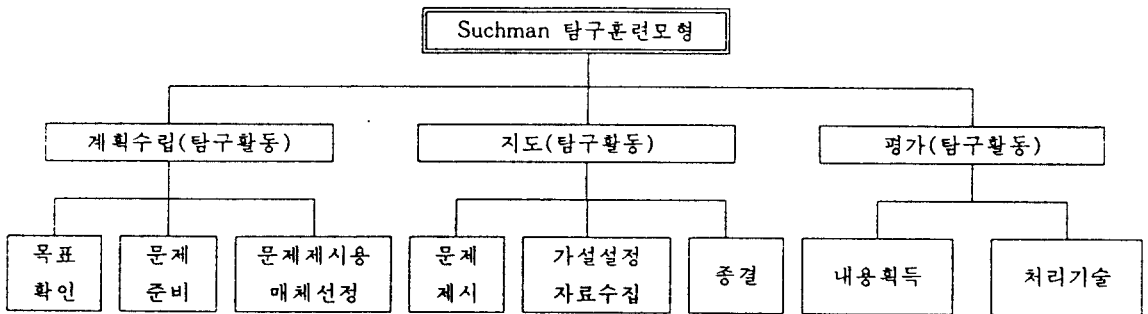 Suchman 탐구훈련모형
계획수립(탐구활동)
지도(탐구활동)
평가(탐구활동)
목표
확인
문제
준비
문제제시용
매체선정
문제
제시
가설설정
자료수집
종결
내용획득
처리기술